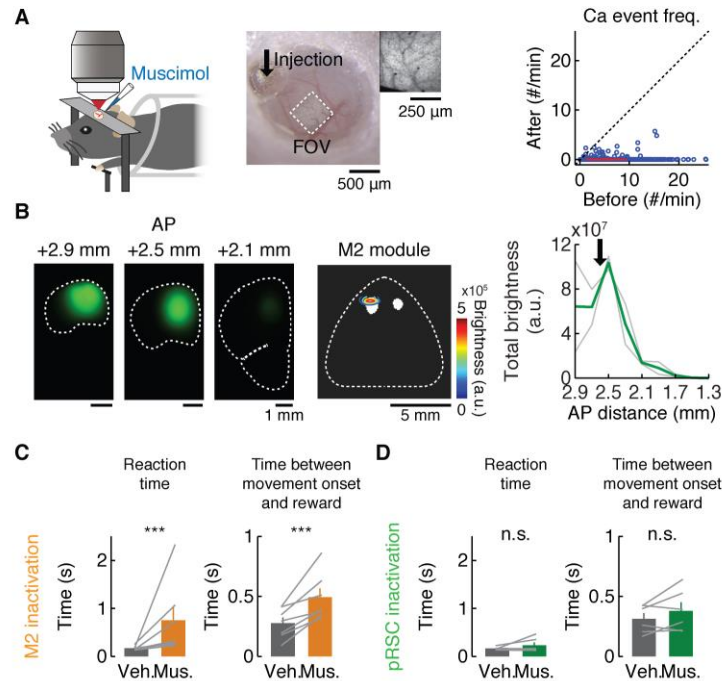 A
Muscimol
Injection
FOV
250 µm
500 µm
Ca event freq.
After (#/min)
20
10
0
0 10 20
Before (#/min)
B
AP
+2.9 mm +2.5 mm +2.1 mm
1 mm
M2 module
5 mm
x10⁵
5
0
Brightness (a.u.)
x10⁷
Total brightness
(a.u.)
12
8
4
0
2.9 2.5 2.1 1.7 1.3
AP distance (mm)
C
M2 inactivation
Reaction
time
***
Time (s)
2
1
0
Veh. Mus.
Time between
movement onset
and reward
***
Time (s)
1
0.5
0
Veh. Mus.
D
pRSC inactivation
Reaction
time
n.s.
Time (s)
2
1
0
Veh. Mus.
Time between
movement onset
and reward
n.s.
Time (s)
1
0.5
0
Veh. Mus.